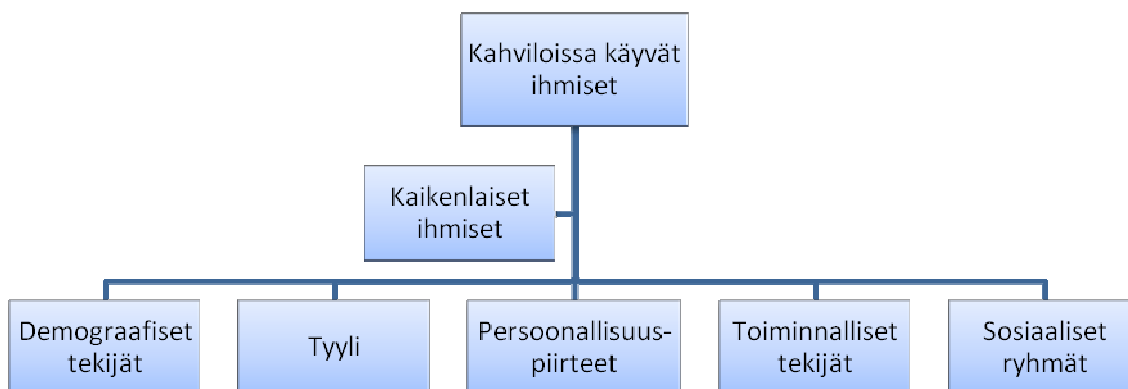 Kahviloissa käyvät
ihmiset
Kaikenlaiset
ihmiset
Demograafiset
tekijät
Tyyli
Persoonallisuus-
piirteet
Toiminnalliset
tekijät
Sosiaaliset
ryhmät